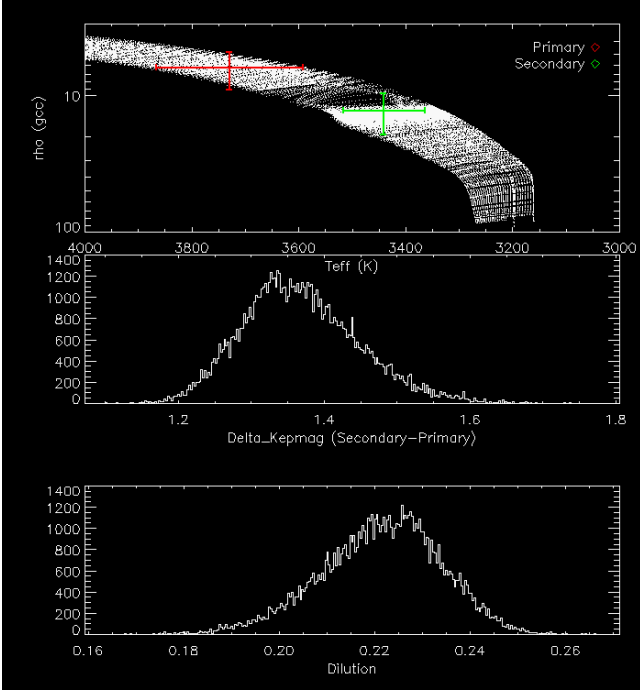 Primary
Secondary
10
100
rho (gcc)
4000 3800 3600 3400 3200 3000
Teff (K)
1400
1200
1000
800
600
400
200
0
1.2 1.4 1.6 1.8
Delta_Kepmag (Secondary-Primary)
1400
1200
1000
800
600
400
200
0
0.16 0.18 0.20 0.22 0.24 0.26
Dilution